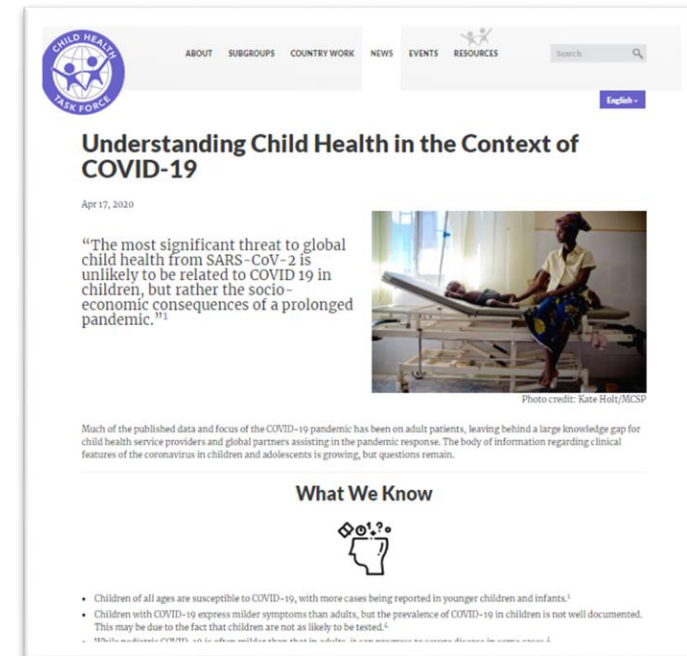 CHILD HEALTH
TASK FORCE
ABOUT SUBGROUPS COUNTRY WORK NEWS EVENTS RESOURCES Search
English
Understanding Child Health in the Context of
COVID-19
Apr 17, 2020
“The most significant threat to global
child health from SARS-CoV-2 is
unlikely to be related to COVID 19 in
children, but rather the socio-
economic consequences of a prolonged
pandemic.”1
Photo credit: Kate Holt/MCSP
Much of the published data and focus of the COVID-19 pandemic has been on adult patients, leaving behind a large knowledge gap for
child health service providers and global partners assisting in the pandemic response. The body of information regarding clinical
features of the coronavirus in children and adolescents is growing, but questions remain.
What We Know
• Children of all ages are susceptible to COVID-19, with more cases being reported in younger children and infants.
• Children with COVID-19 express milder symptoms than adults, but the prevalence of COVID-19 in children is not well documented.
This may be due to the fact that children are not as likely to be tested.